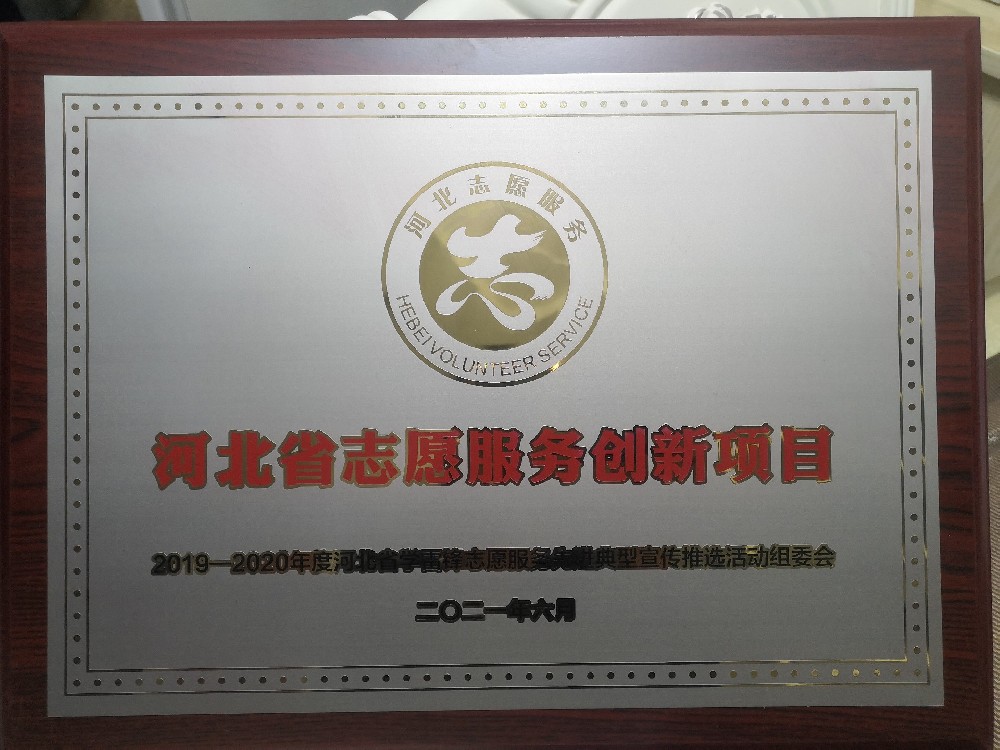 河北志愿服务
志
HEBEI VOLUNTEER SERVICE
河北省志愿服务创新项目
2019—2020年度河北省学雷锋志愿服务先进典型宣传推选活动组委会
二〇二一年六月